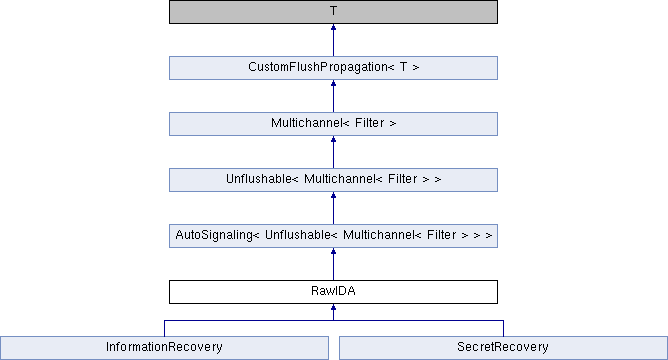 T
CustomFlushPropagation< T >
Multichannel< Filter >
Unflushable< Multichannel< Filter > >
AutoSignaling< Unflushable< Multichannel< Filter > > >
RawIDA
InformationRecovery
SecretRecovery